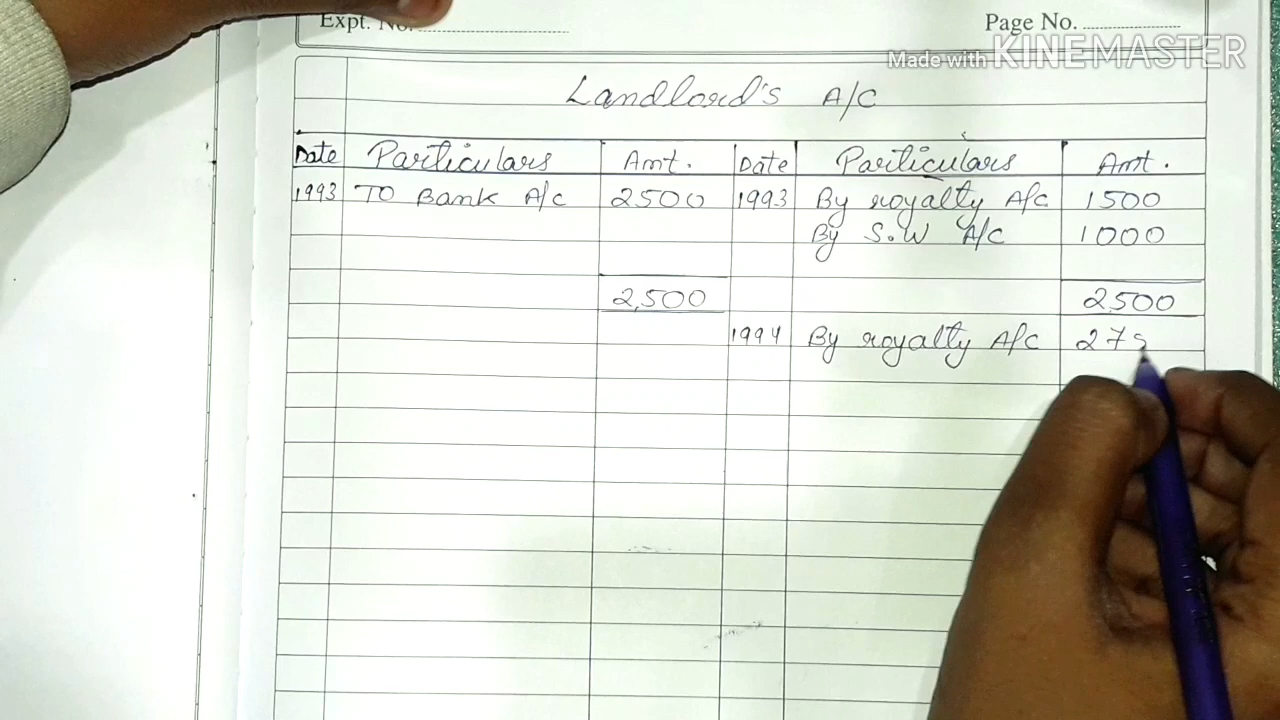 Expt. No.
Page No.
Made with KINEMASTER
Landlord's A/C
Date Particulars Amt. Date Particulars Amt.
1993 TO Bank A/C 2500 1993 By royalty A/C 1500
By S.W A/C 1000
2,500 2,500
1994 By royalty A/C 275